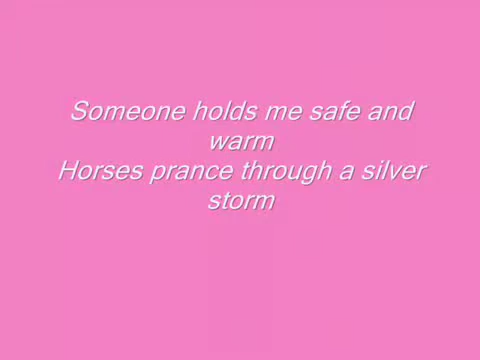 Someone holds me safe and
warm
Horses prance through a silver
storm